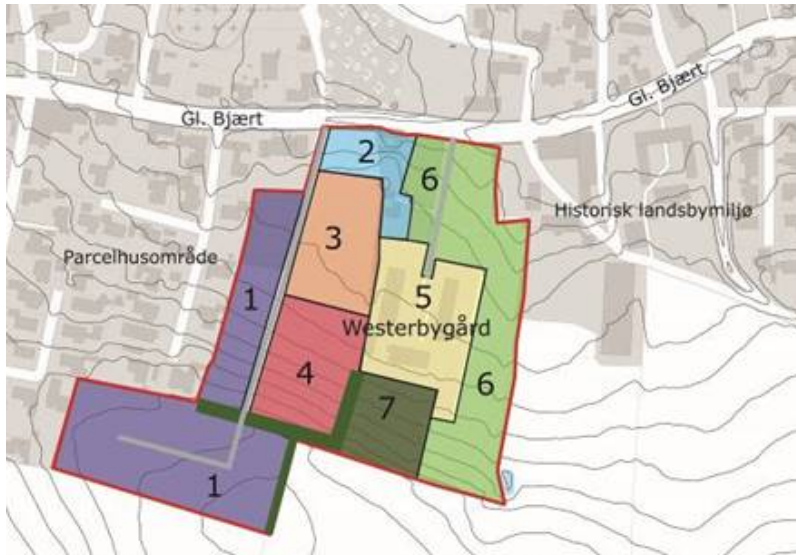 Gl. Bjært
Gl. Bjært
2
6
Historisk landsbymiljø
3
Parcelhusområde
1
5
Westerbygård
4
6
7
1